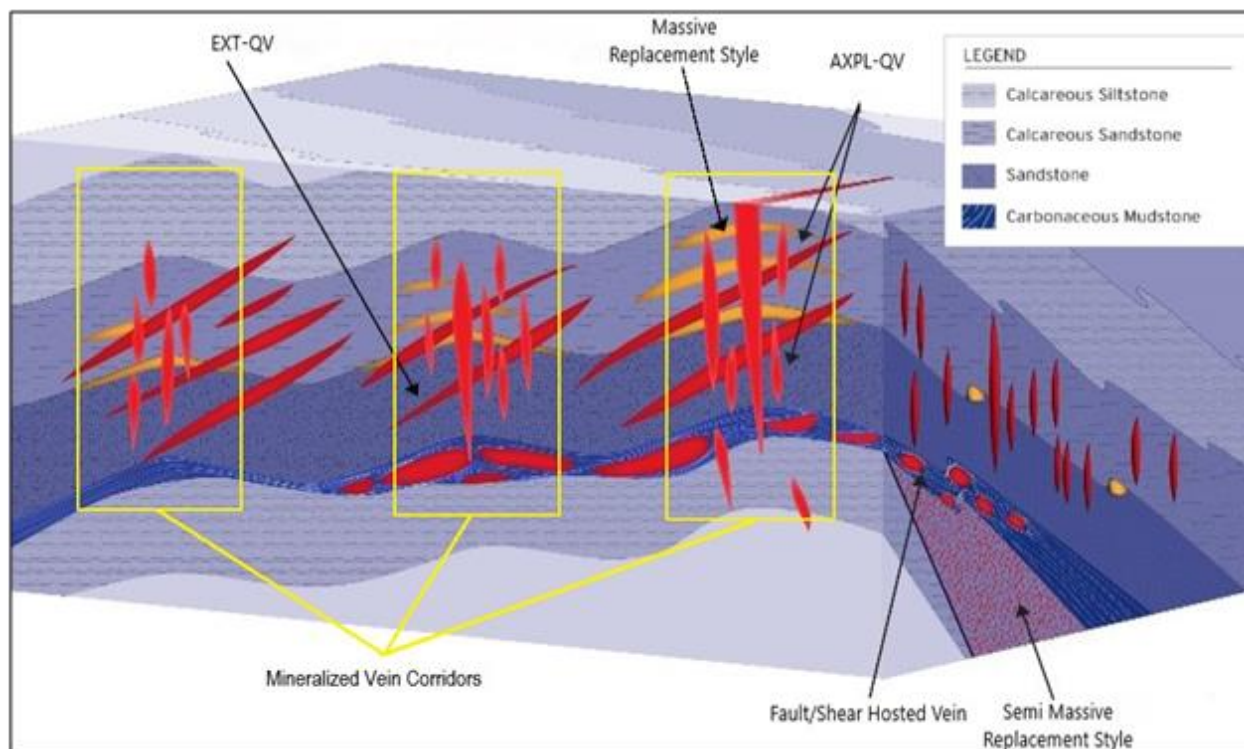 EXT-QV
Massive
Replacement Style
AXPL-QV
LEGEND
Calcareous Siltstone
Calcareous Sandstone
Sandstone
Carbonaceous Mudstone
Mineralized Vein Corridors
Fault/Shear Hosted Vein
Semi Massive
Replacement Style